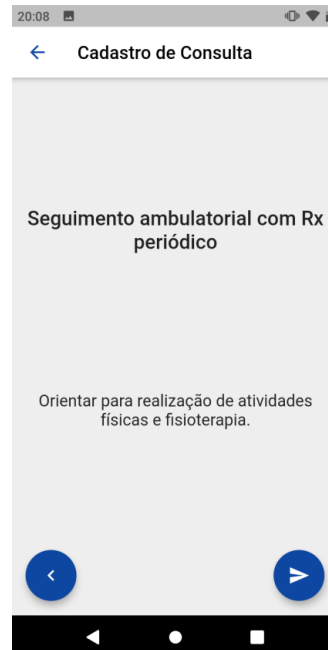 20:08
Cadastro de Consulta
Seguimento ambulatorial com Rx
periódico
Orientar para realização de atividades
físicas e fisioterapia.